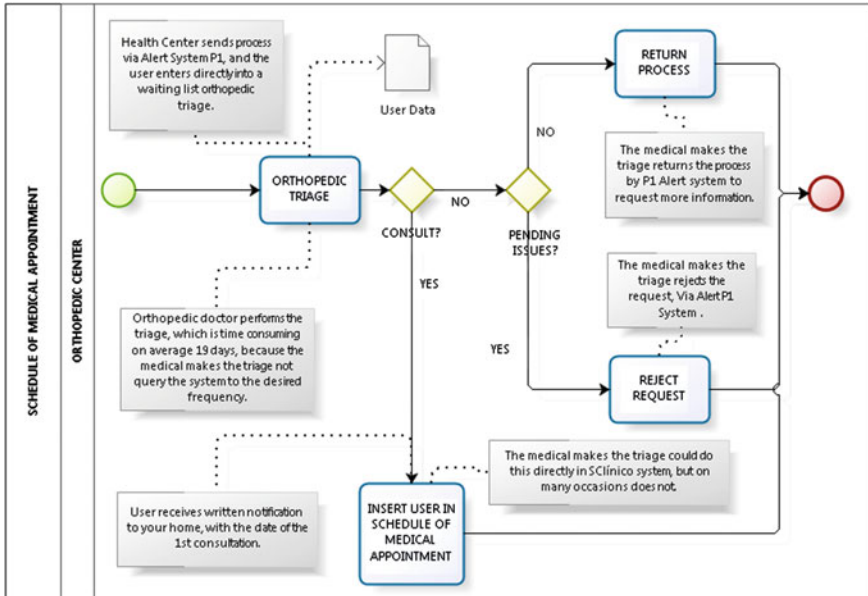 SCHEDULE OF MEDICAL APPOINTMENT
ORTHOPEDIC CENTER
Health Center sends process
via Alert System P1, and the
user enters directly into a
waiting list orthopedic
triage.
User Data
RETURN
PROCESS
NO
The medical makes the
triage returns the process
by P1 Alert system to
request more information.
ORTHOPEDIC
TRIAGE
NO
CONSULT?
PENDING
ISSUES?
YES
The medical makes the
triage rejects the
request, Via Alert P1
System .
Orthopedic doctor performs the
triage, which is time consuming
on average 19 days, because the
medical makes the triage not
query the system to the desired
frequency.
YES
REJECT
REQUEST
The medical makes the triage could do
this directly in SClínico system, but on
many occasions does not.
User receives written notification
to your home, with the date of the
1st consultation.
INSERT USER IN
SCHEDULE OF
MEDICAL
APPOINTMENT